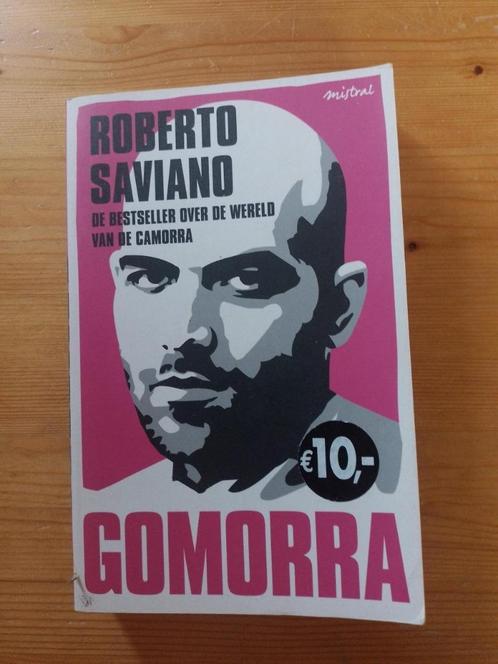 mistral
ROBERTO
SAVIANO
DE BESTSELLER OVER DE WERELD
VAN DE CAMORRA
€10,-
GOMORRA